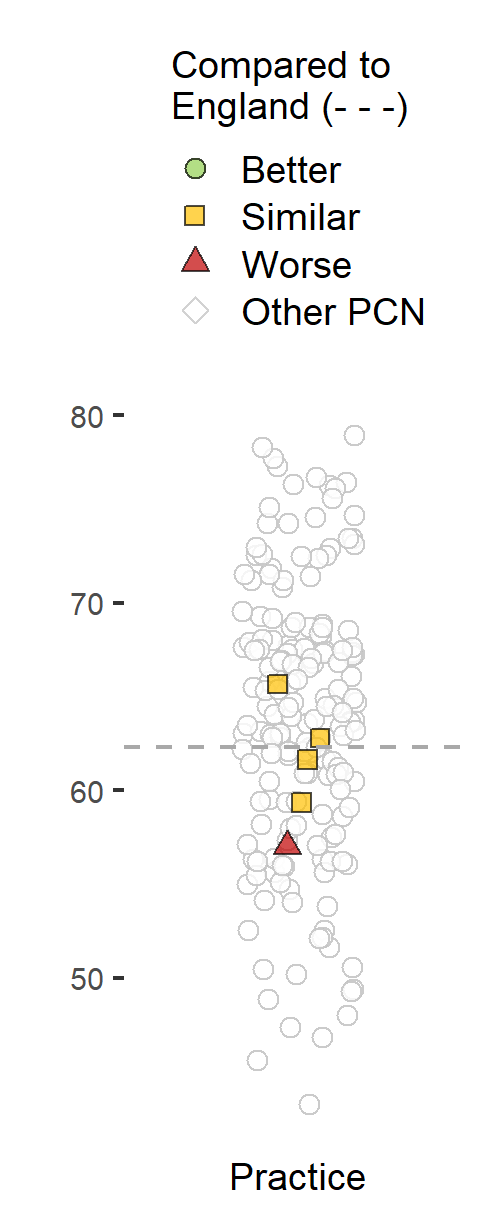 Compared to
England (- - -)
Better
Similar
Worse
Other PCN
80
70
60
50
Practice